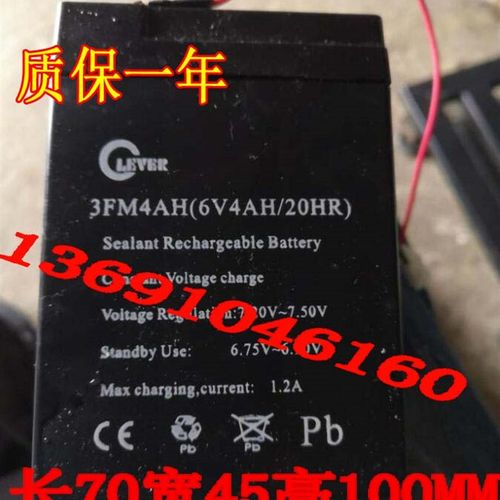 质保一年
CLEVER
3FM4AH(6V4AH/20HR)
Sealant Rechargeable Battery
Voltage charge
13691046160
Voltage Regulation:7.20V~7.50V
Standby Use: 6.75V~
Max charging,current: 1.2A
Pb Pb
长70宽45高100MM